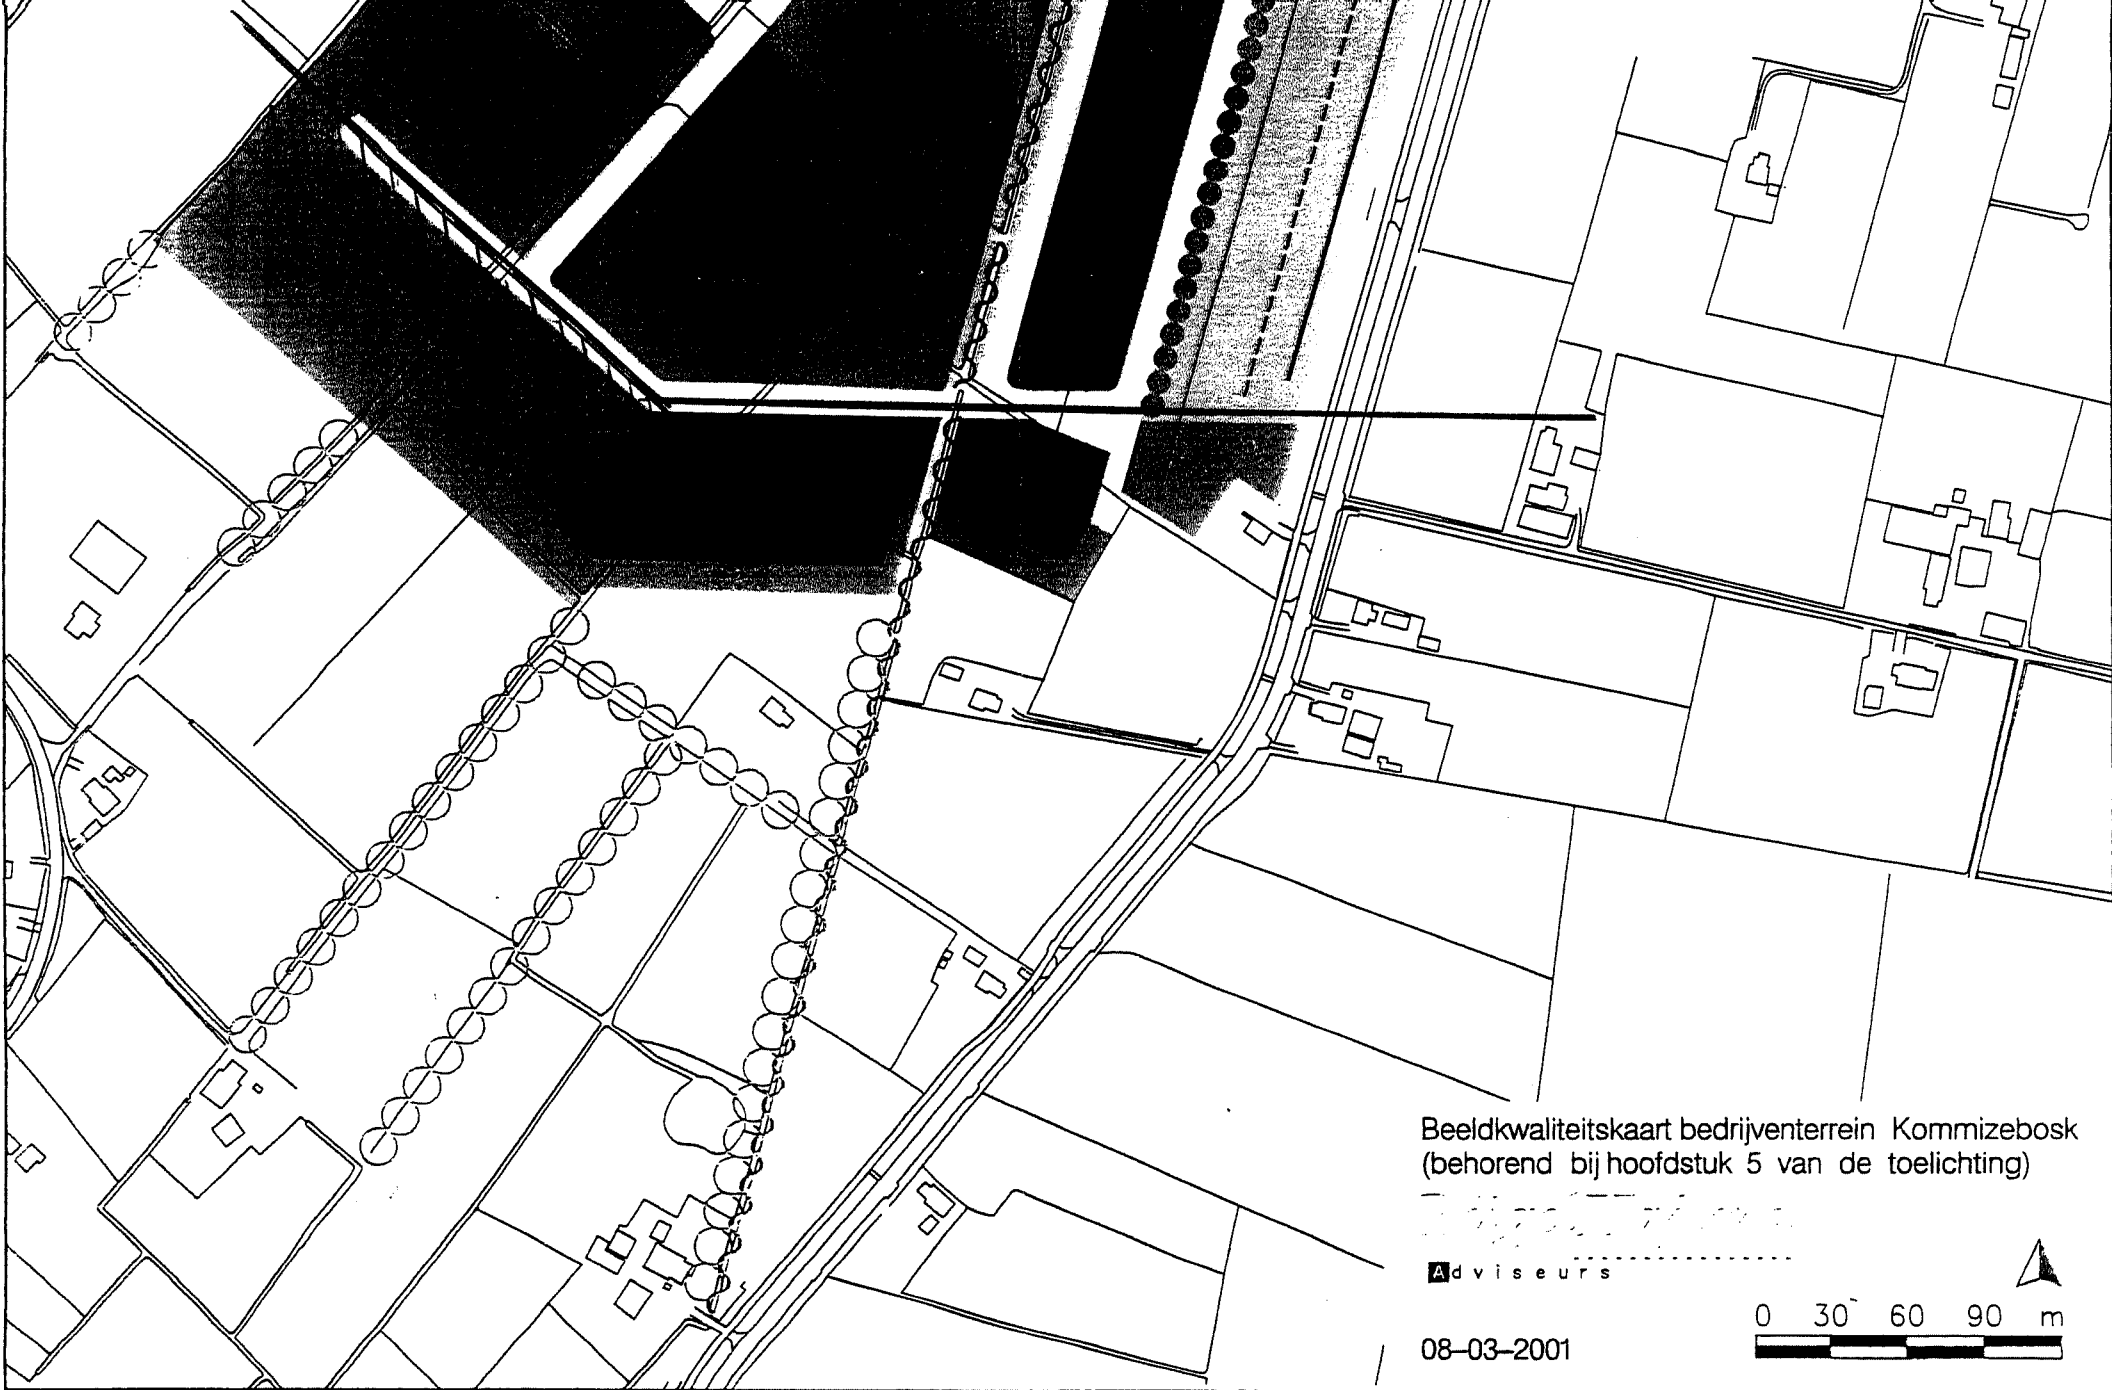 Beeldkwaliteitskaart bedrijventerrein Kommizebosk
(behorend bij hoofdstuk 5 van de toelichting)
Adviseurs
0 30 60 90 m
08-03-2001